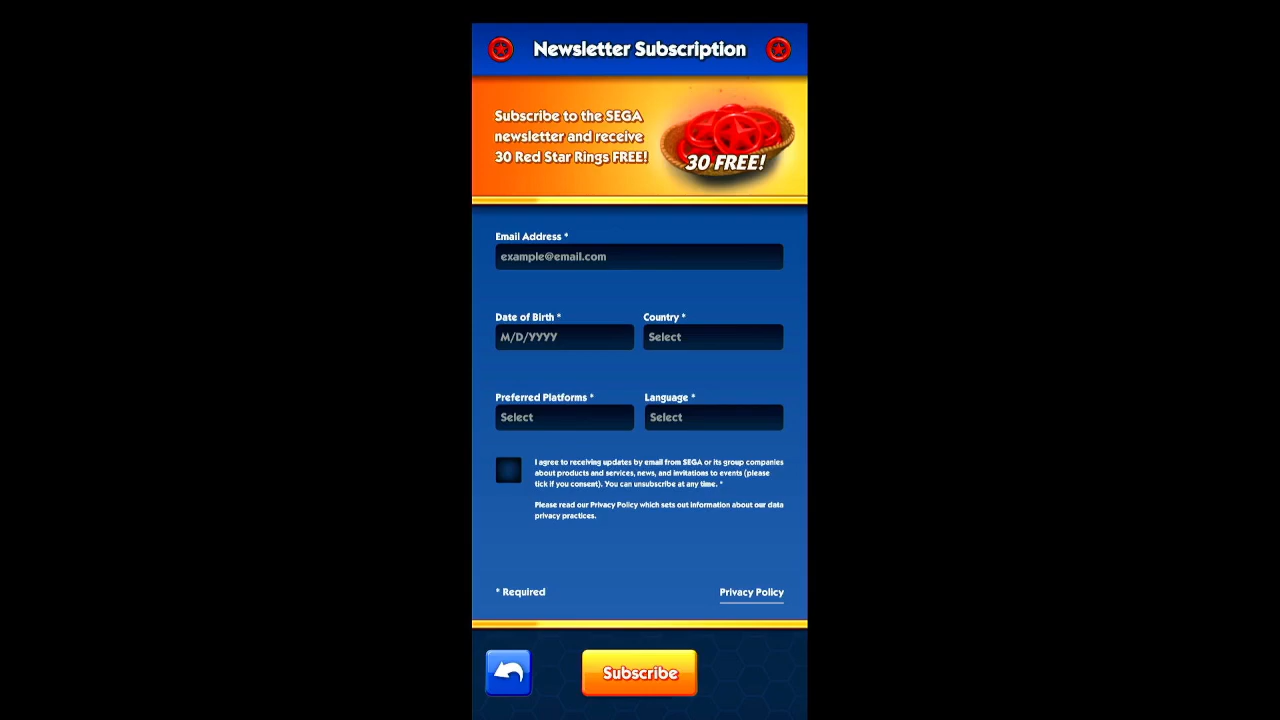 Newsletter Subscription
Subscribe to the SEGA
newsletter and receive
30 Red Star Rings FREE!
30 FREE!
Email Address *
example@email.com
Date of Birth *
Country *
M/D/YYYY
Select
Preferred Platforms *
Language *
Select
Select
I agree to receiving updates by email from SEGA or its group companies
about products and services, news, and invitations to events (please
tick if you consent). You can unsubscribe at any time. *
Please read our Privacy Policy which sets out information about our data
privacy practices.
* Required
Privacy Policy
Subscribe